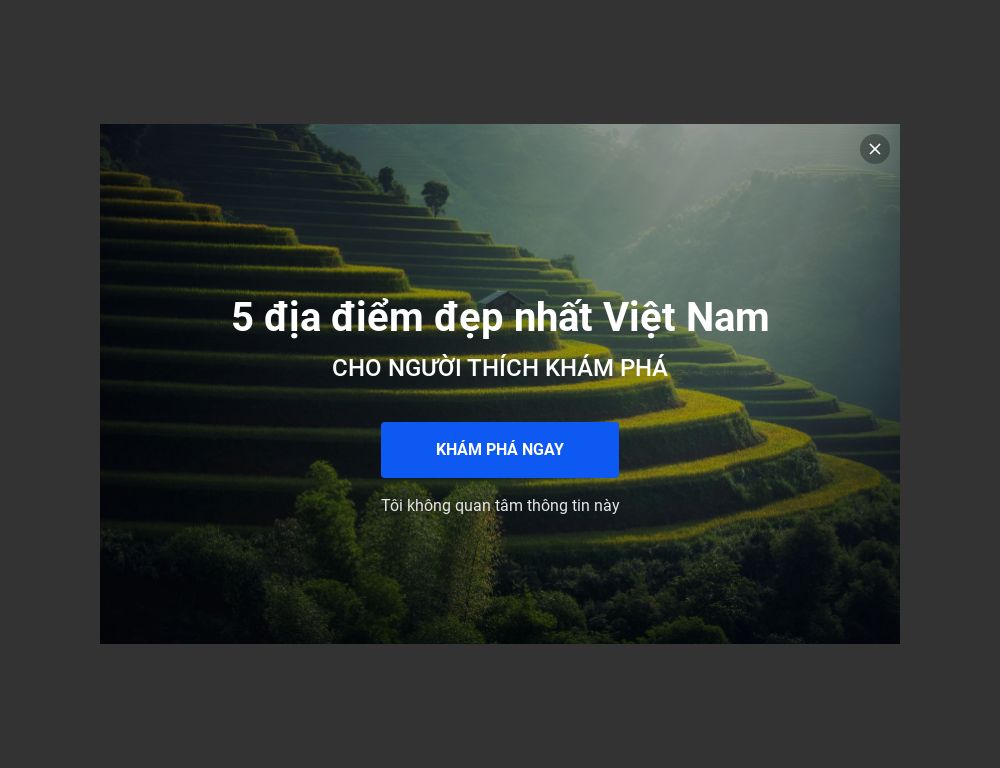 5 địa điểm đẹp nhất Việt Nam
CHO NGƯỜI THÍCH KHÁM PHÁ
KHÁM PHÁ NGAY
Tôi không quan tâm thông tin này